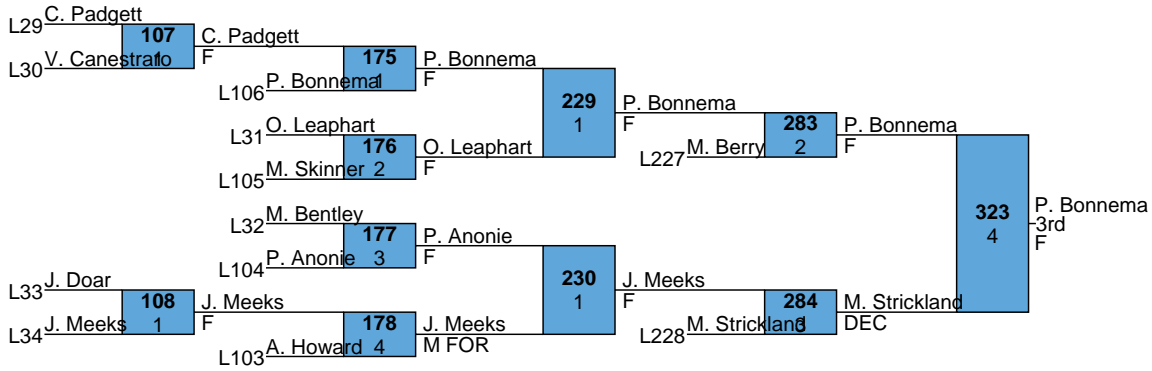 L29 C. Padgett
107
1
C. Padgett
F
L30 V. Canestraro
175
1
P. Bonnema
F
L106 P. Bonnema
229
1
P. Bonnema
F
L31 O. Leaphart
176
2
O. Leaphart
F
L105 M. Skinner
283
2
P. Bonnema
F
L227 M. Berry
323
4
P. Bonnema
3rd
F
L32 M. Bentley
177
3
P. Anonie
F
L104 P. Anonie
230
1
J. Meeks
F
L33 J. Doar
108
1
J. Meeks
F
L34 J. Meeks
178
4
J. Meeks
M FOR
L103 A. Howard
284
3
M. Strickland
DEC
L228 M. Strickland